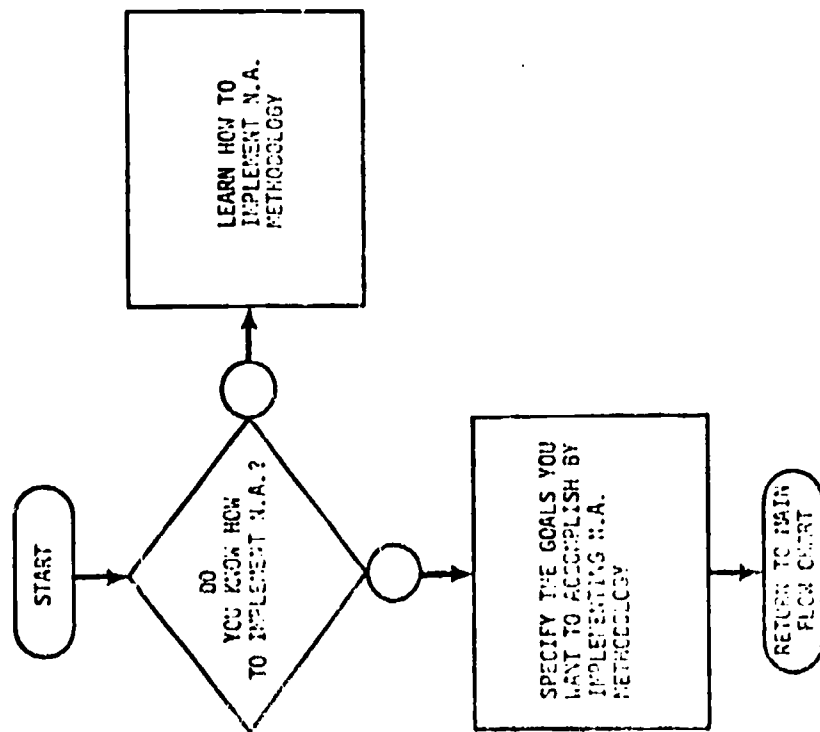 START
DO
YOU KNOW HOW
TO IMPLEMENT N.A.?
LEARN HOW TO
IMPLEMENT N.A.
METHODOLOGY
SPECIFY THE GOALS YOU
WANT TO ACCOMPLISH BY
IMPLEMENTING N.A.
METHODOLOGY
RETURN TO MAIN
FLOW CHART